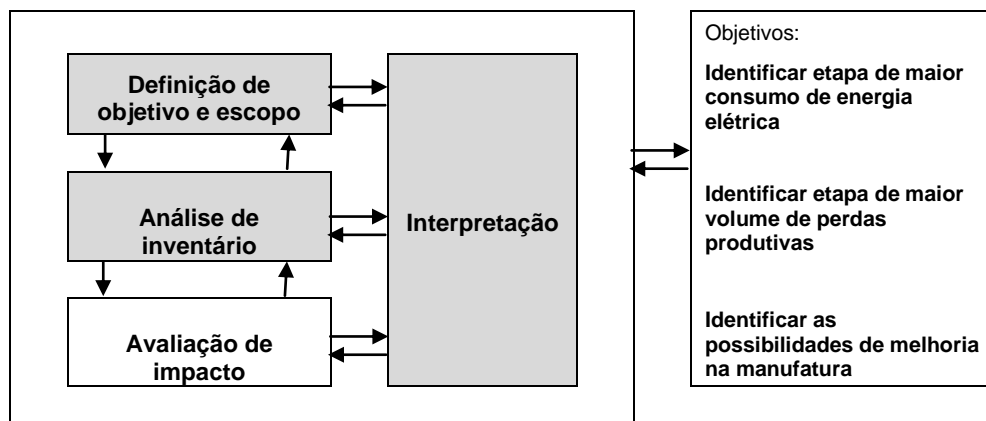 Definição de
objetivo e escopo
Análise de
inventário
Avaliação de
impacto
Interpretação
Objetivos:
Identificar etapa de maior
consumo de energia
elétrica
Identificar etapa de maior
volume de perdas
produtivas
Identificar as
possibilidades de melhoria
na manufatura